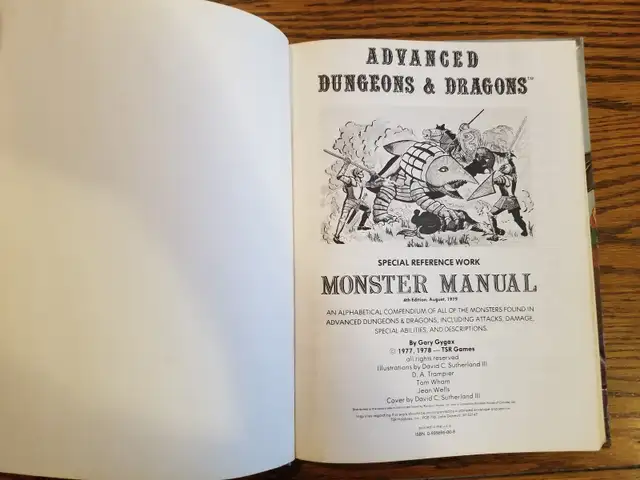 ADVANCED
DUNGEONS & DRAGONS™
SPECIAL REFERENCE WORK
MONSTER MANUAL
4th Edition, August, 1979
AN ALPHABETICAL COMPENDIUM OF ALL OF THE MONSTERS FOUND IN
ADVANCED DUNGEONS & DRAGONS, INCLUDING ATTACKS, DAMAGE,
SPECIAL ABILITIES, AND DESCRIPTIONS.
By Gary Gygax
© 1977, 1978 — TSR Games
all rights reserved
Illustrations by David C. Sutherland III
D. A. Trampier
Tom Wham
Jean Wells
Cover by David C. Sutherland III